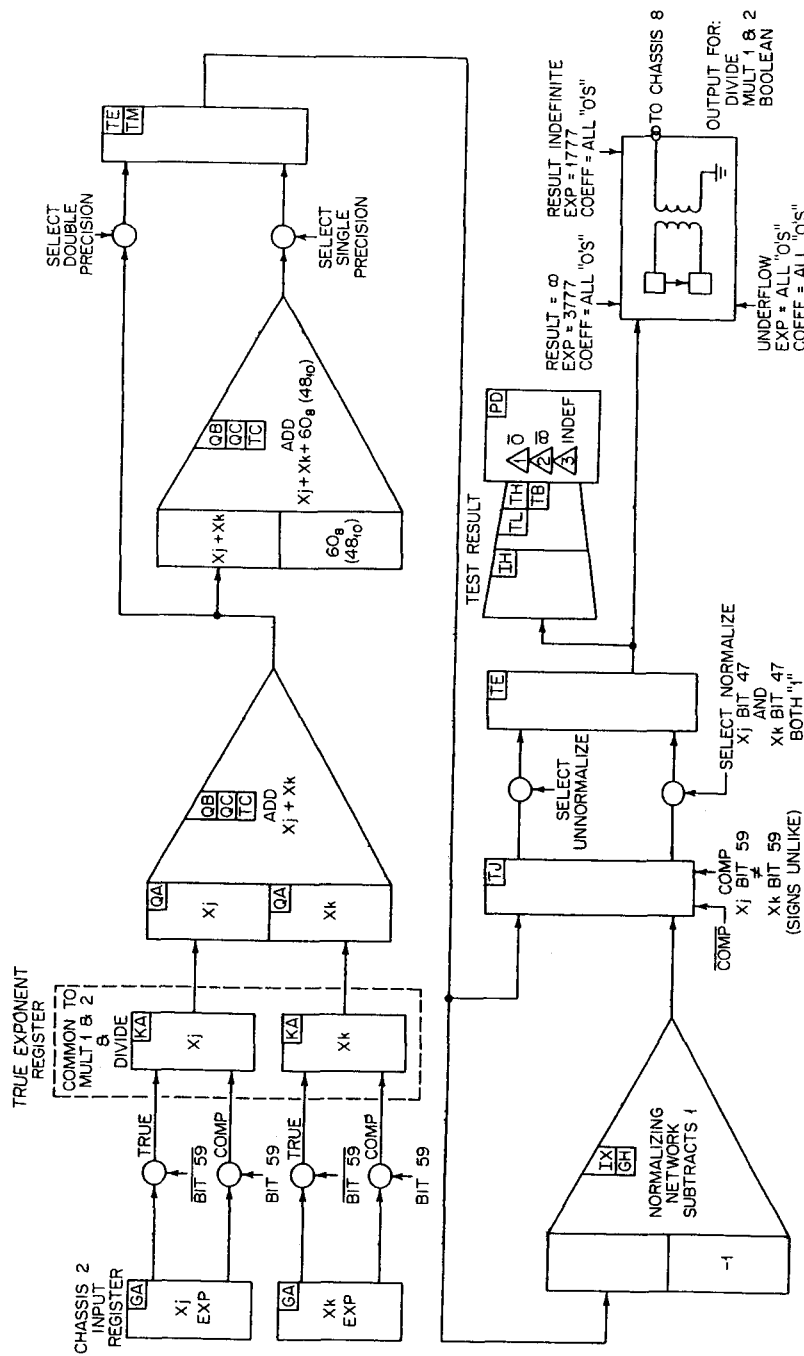 CHASSIS 2
INPUT
REGISTER
GA
Xj
EXP
GA
Xk
EXP
TRUE
BIT 59
COMP
BIT 59
TRUE
BIT 59
COMP
BIT 59
TRUE EXPONENT
REGISTER
COMMON TO
MULT 1 & 2
&
DIVIDE
KA
Xj
KA
Xk
QA
Xj
QA
Xk
QB
QC
TC
ADD
Xj + Xk
Xj + Xk
60₈
(48₁₀)
QB
QC
TC
ADD
Xj + Xk + 60₈ (48₁₀)
SELECT
DOUBLE
PRECISION
SELECT
SINGLE
PRECISION
TE
TM
-1
IX
GH
NORMALIZING
NETWORK
SUBTRACTS 1
TJ
COMP COMP
Xj BIT 59
≠
Xk BIT 59
(SIGNS UNLIKE)
SELECT
UNNORMALIZE
SELECT NORMALIZE
Xj BIT 47
AND
Xk BIT 47
BOTH "1"
TE
TEST RESULT
IH
TL
TH
TB
PD
1 0
2 ∞
3 INDEF
RESULT = ∞
EXP = 3777
COEFF = ALL "0'S"
RESULT INDEFINITE
EXP = 1777
COEFF = ALL "0'S"
UNDERFLOW
EXP = ALL "0'S"
COEFF = ALL "0'S"
TO CHASSIS 8
OUTPUT FOR:
DIVIDE
MULT 1 & 2
BOOLEAN